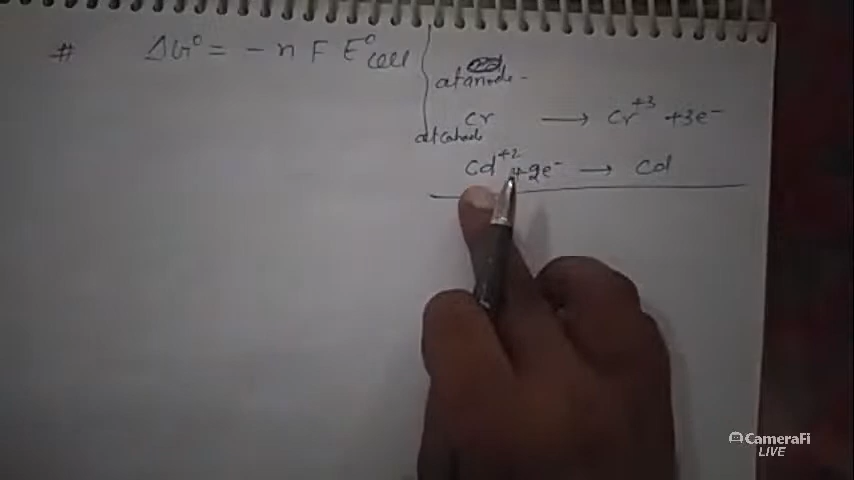 # ΔG° = - n F E°cell
at anode -
Cr → Cr+3 + 3e-
at cathode
Cd+2 + 2e- → Cd
CameraFi
LIVE